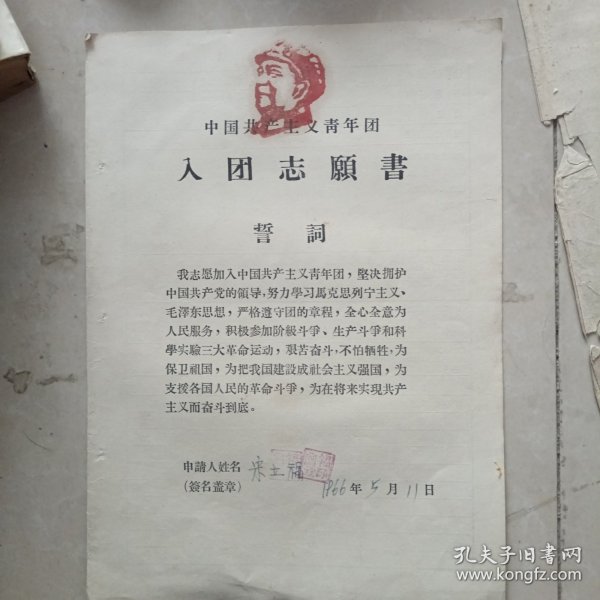 中国共产主义靑年团
入团志願書
誓詞
我志愿加入中国共产主义靑年团，堅决拥护
中国共产党的領导，努力學习馬克思列宁主义、
毛澤东思想，严格遵守团的章程，全心全意为
人民服务，积极参加阶級斗爭、生产斗爭和科
學实驗三大革命运动，艰苦奋斗，不怕牺牲，为
保卫祖国，为把我国建設成社会主义强国，为
支援各国人民的革命斗爭，为在将来实現共产
主义而奋斗到底。
申請人姓名
(簽名盖章)
宋立福
1966年5月11日
孔夫子旧书网
www.kongfz.com